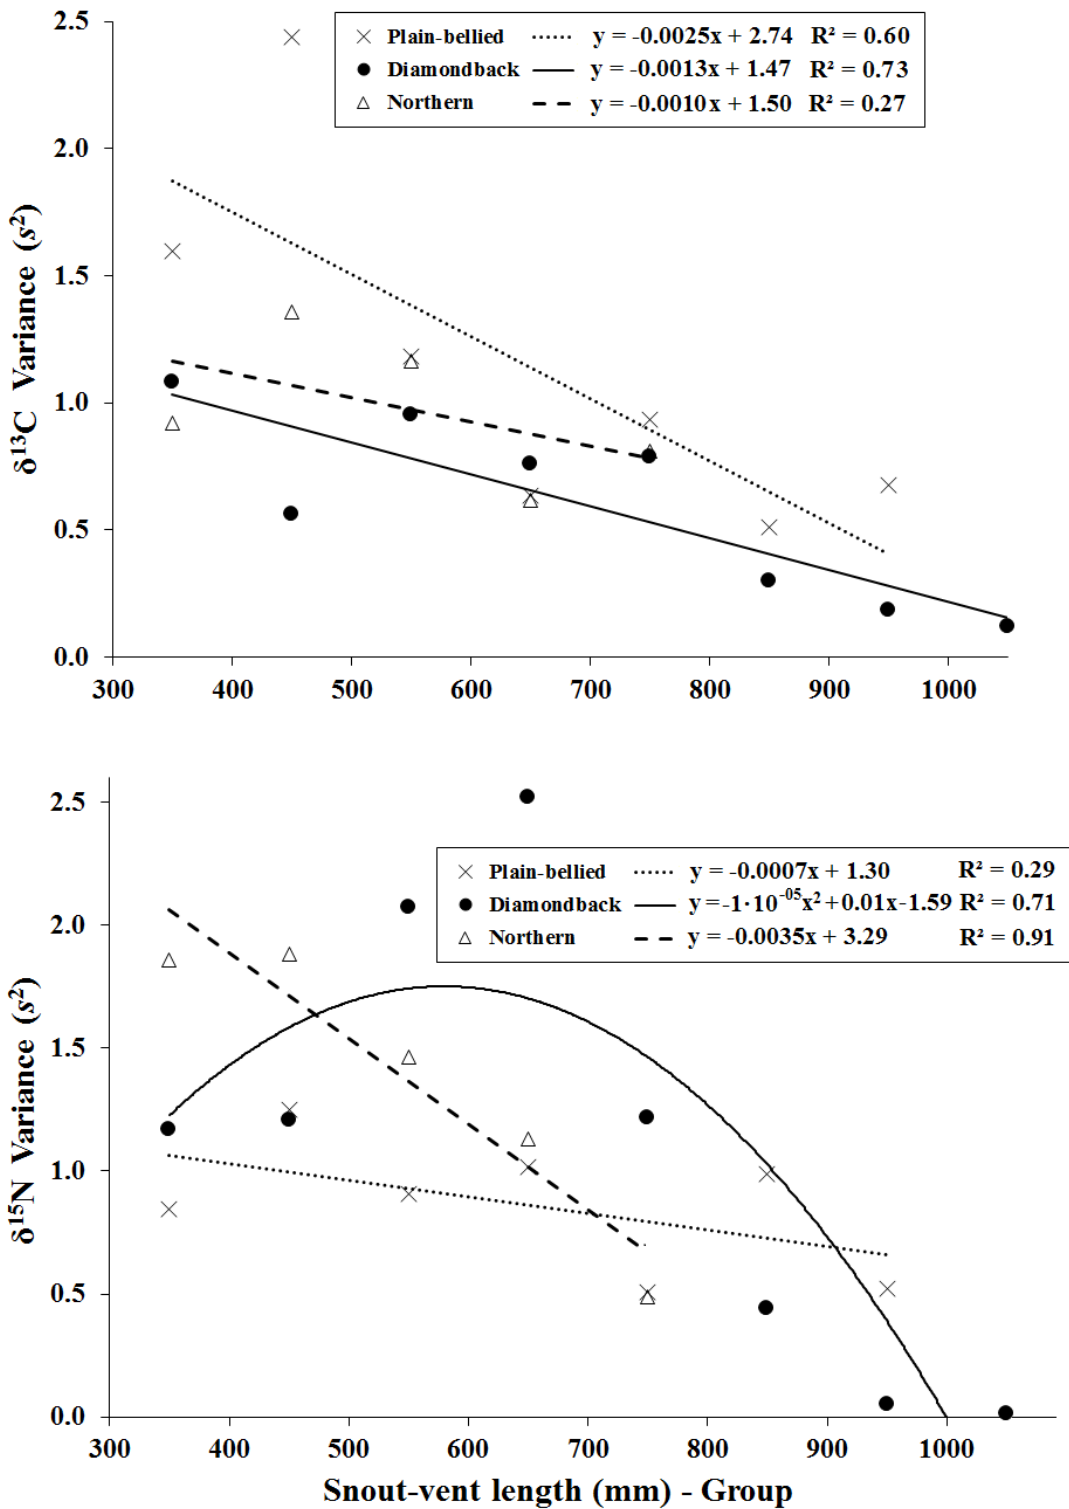 2.5
Plain-bellied y = -0.0025x + 2.74 R² = 0.60
Diamondback y = -0.0013x + 1.47 R² = 0.73
Northern y = -0.0010x + 1.50 R² = 0.27
2.0
1.5
1.0
0.5
0.0
δ¹³C Variance (s²)
300 400 500 600 700 800 900 1000
2.5
Plain-bellied y = -0.0007x + 1.30 R² = 0.29
Diamondback y = -1·10⁻⁰⁵x² + 0.01x - 1.59 R² = 0.71
Northern y = -0.0035x + 3.29 R² = 0.91
2.0
1.5
1.0
0.5
0.0
δ¹⁵N Variance (s²)
300 400 500 600 700 800 900 1000
Snout-vent length (mm) - Group